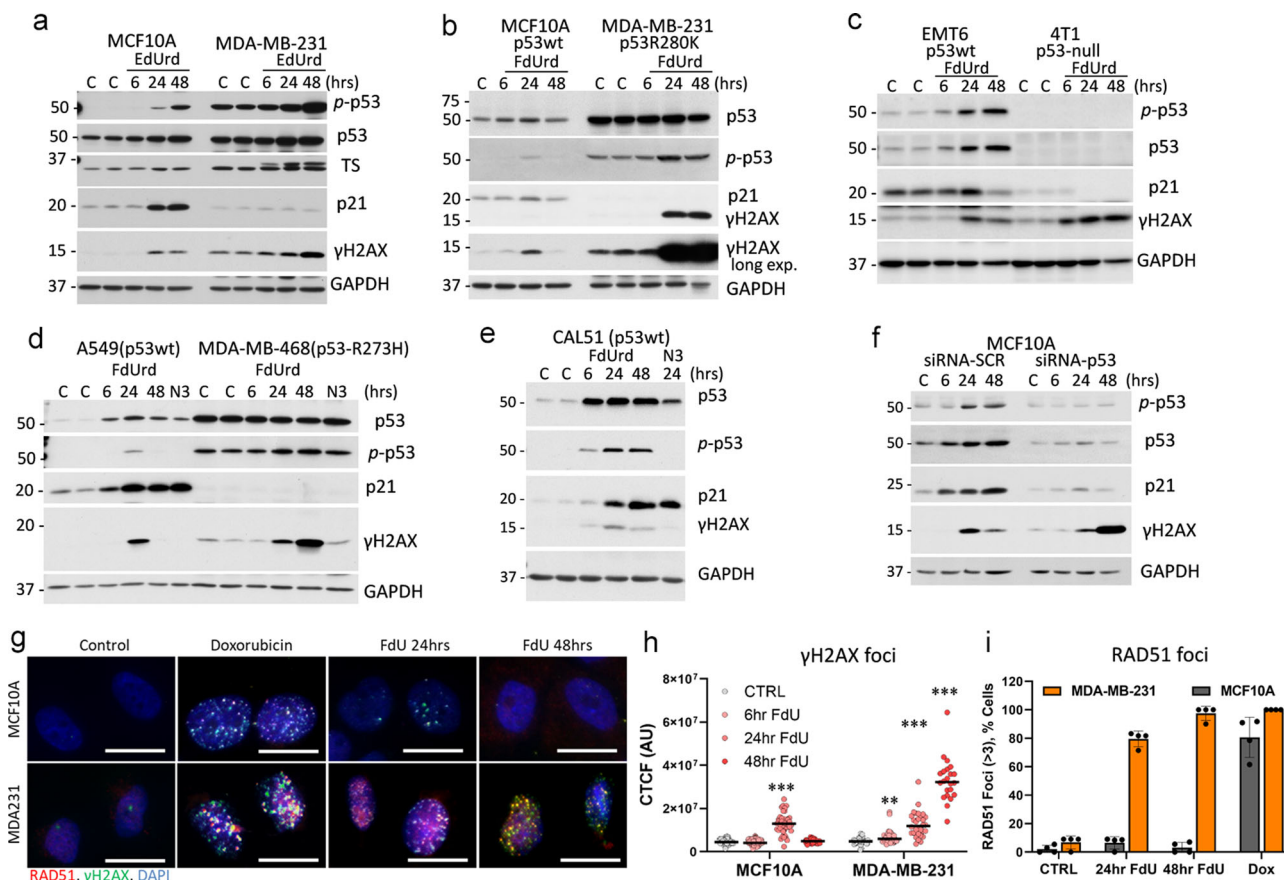 a
MCF10A MDA-MB-231
EdUrd EdUrd
C C 6 24 48 C C 6 24 48 (hrs)
50 - p-p53
50 - p53
37 - TS
20 - p21
15 - γH2AX
37 - GAPDH
b
MCF10A MDA-MB-231
p53wt p53R280K
FdUrd FdUrd
C C 6 24 48 C C 6 24 48 (hrs)
75 -
50 - p53
50 - p-p53
20 - p21
15 - γH2AX
15 - γH2AX
long exp.
37 - GAPDH
c
EMT6 4T1
p53wt p53-null
FdUrd FdUrd
C C 6 24 48 C C 6 24 48 (hrs)
50 - p-p53
50 - p53
20 - p21
15 - γH2AX
37 - GAPDH
d
A549(p53wt) MDA-MB-468(p53-R273H)
FdUrd FdUrd
C C 6 24 48 N3 C C 6 24 48 N3 (hrs)
50 - p53
50 - p-p53
20 - p21
20 -
γH2AX
37 - GAPDH
e
CAL51 (p53wt)
FdUrd N3
C C 6 24 48 24 (hrs)
50 - p53
50 - p-p53
20 - p21
15 - γH2AX
37 - GAPDH
f
MCF10A
siRNA-SCR siRNA-p53
C 6 24 48 C 6 24 48 (hrs)
50 - p-p53
50 - p53
25 - p21
15 - γH2AX
37 - GAPDH
g
Control Doxorubicin FdU 24hrs FdU 48hrs
MCF10A
MDA231
RAD51, γH2AX, DAPI
h
γH2AX foci
CTCF (AU)
8×10⁷
6×10⁷
4×10⁷
2×10⁷
0
CTRL
6hr FdU
24hr FdU
48hr FdU
***
**
***
***
MCF10A MDA-MB-231
i
RAD51 foci
RAD51 Foci (>3), % Cells
MDA-MB-231 MCF10A
100
80
60
40
20
0
CTRL 24hr FdU 48hr FdU Dox